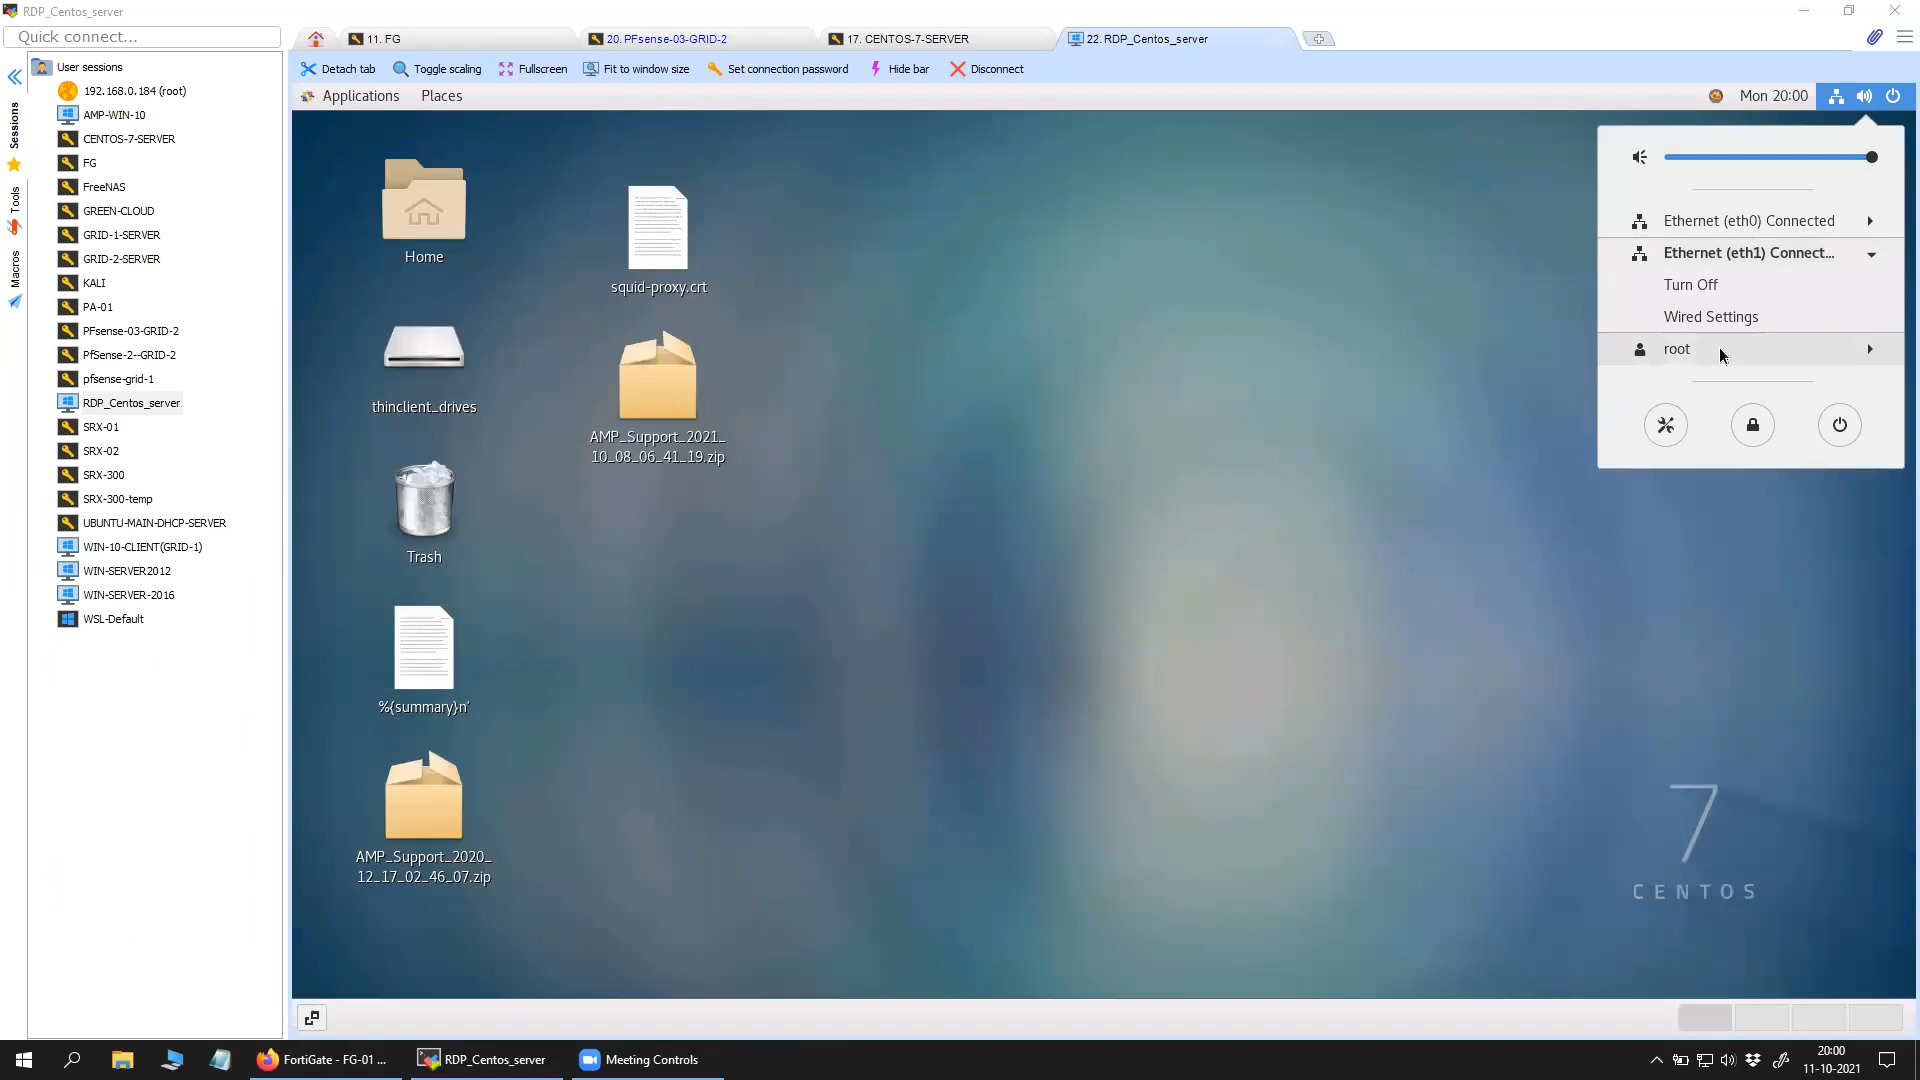 RDP_Centos_server
Quick connect...
11. FG
20. PFsense-03-GRID-2
17. CENTOS-7-SERVER
22. RDP_Centos_server
Detach tab
Toggle scaling
Fullscreen
Fit to window size
Set connection password
Hide bar
Disconnect
Sessions
Tools
Macros
User sessions
192.168.0.184 (root)
AMP-WIN-10
CENTOS-7-SERVER
FG
FreeNAS
GREEN-CLOUD
GRID-1-SERVER
GRID-2-SERVER
KALI
PA-01
PFsense-03-GRID-2
PfSense-2--GRID-2
pfsense-grid-1
RDP_Centos_server
SRX-01
SRX-02
SRX-300
SRX-300-temp
UBUNTU-MAIN-DHCP-SERVER
WIN-10-CLIENT(GRID-1)
WIN-SERVER2012
WIN-SERVER-2016
WSL-Default
Applications
Places
Mon 20:00
Home
squid-proxy.crt
thinclient_drives
AMP_Support_2021_
10_08_06_41_19.zip
Trash
%(summary}n'
AMP_Support_2020_
12_17_02_46_07.zip
Ethernet (eth0) Connected
Ethernet (eth1) Connect...
Turn Off
Wired Settings
root
7
CENTOS
FortiGate - FG-01 ...
RDP_Centos_server
Meeting Controls
20:00
11-10-2021